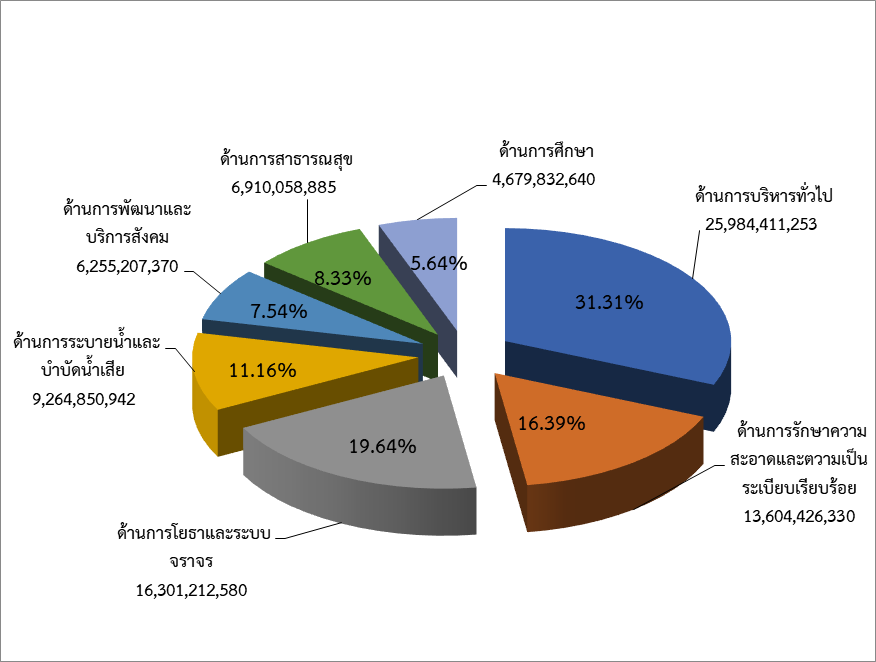 ด้านการศึกษา
4,679,832,640
5.64%
ด้านการบริหารทั่วไป
25,984,411,253
31.31%
ด้านการรักษาความ
สะอาดและตวามเป็น
ระเบียบเรียบร้อย
13,604,426,330
16.39%
ด้านการโยธาและระบบ
จราจร
16,301,212,580
19.64%
ด้านการระบายน้ำและ
บำบัดน้ำเสีย
9,264,850,942
11.16%
ด้านการพัฒนาและ
บริการสังคม
6,255,207,370
7.54%
ด้านการสาธารณสุข
6,910,058,885
8.33%